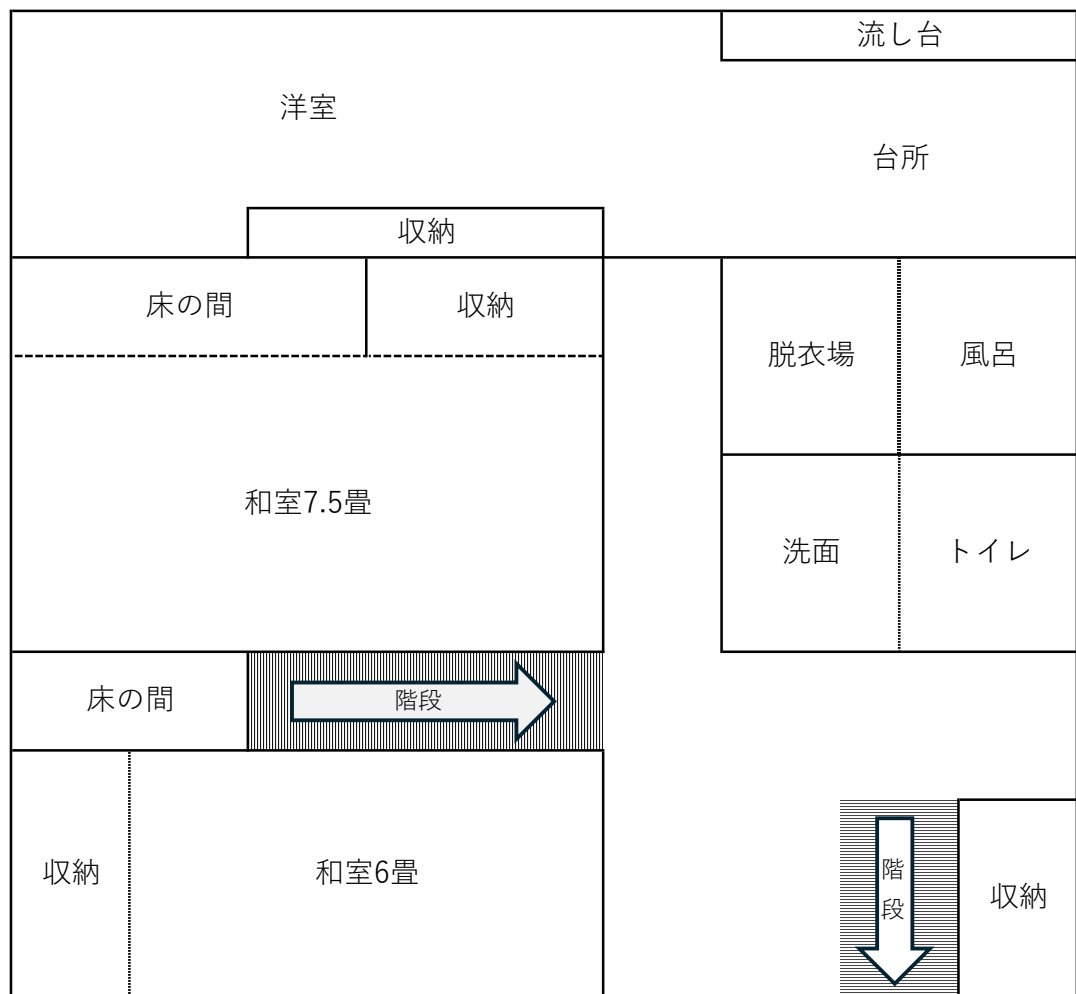 流し台
洋室
台所
収納
床の間
収納
脱衣場
風呂
和室7.5畳
洗面
トイレ
床の間
階段
収納
和室6畳
階
段
収納